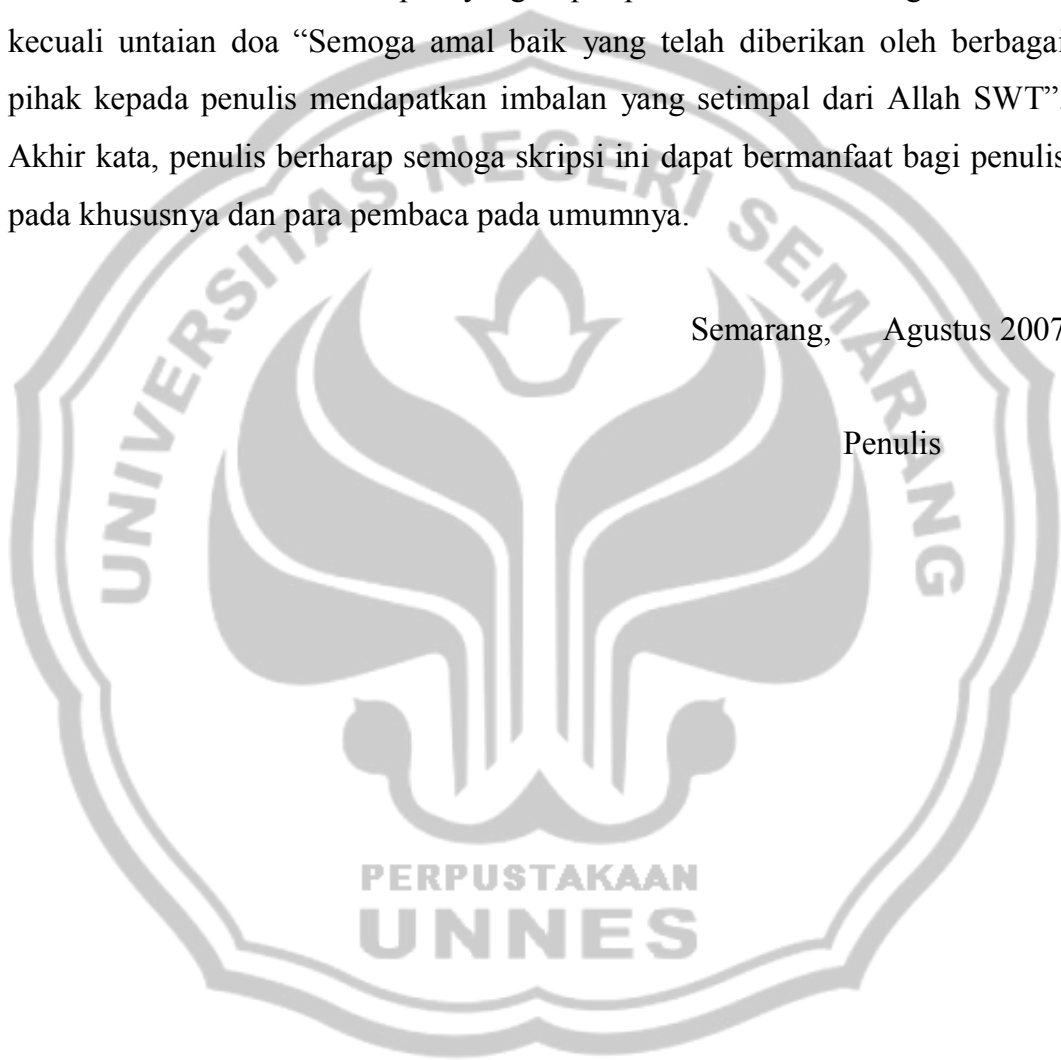 kecuali untaian doa “Semoga amal baik yang telah diberikan oleh berbagai
pihak kepada penulis mendapatkan imbalan yang setimpal dari Allah SWT”.
Akhir kata, penulis berharap semoga skripsi ini dapat bermanfaat bagi penulis
pada khususnya dan para pembaca pada umumnya.
Semarang, Agustus 2007
Penulis
UNIVERSITAS NEGERI SEMARANG
PERPUSTAKAAN
UNNES